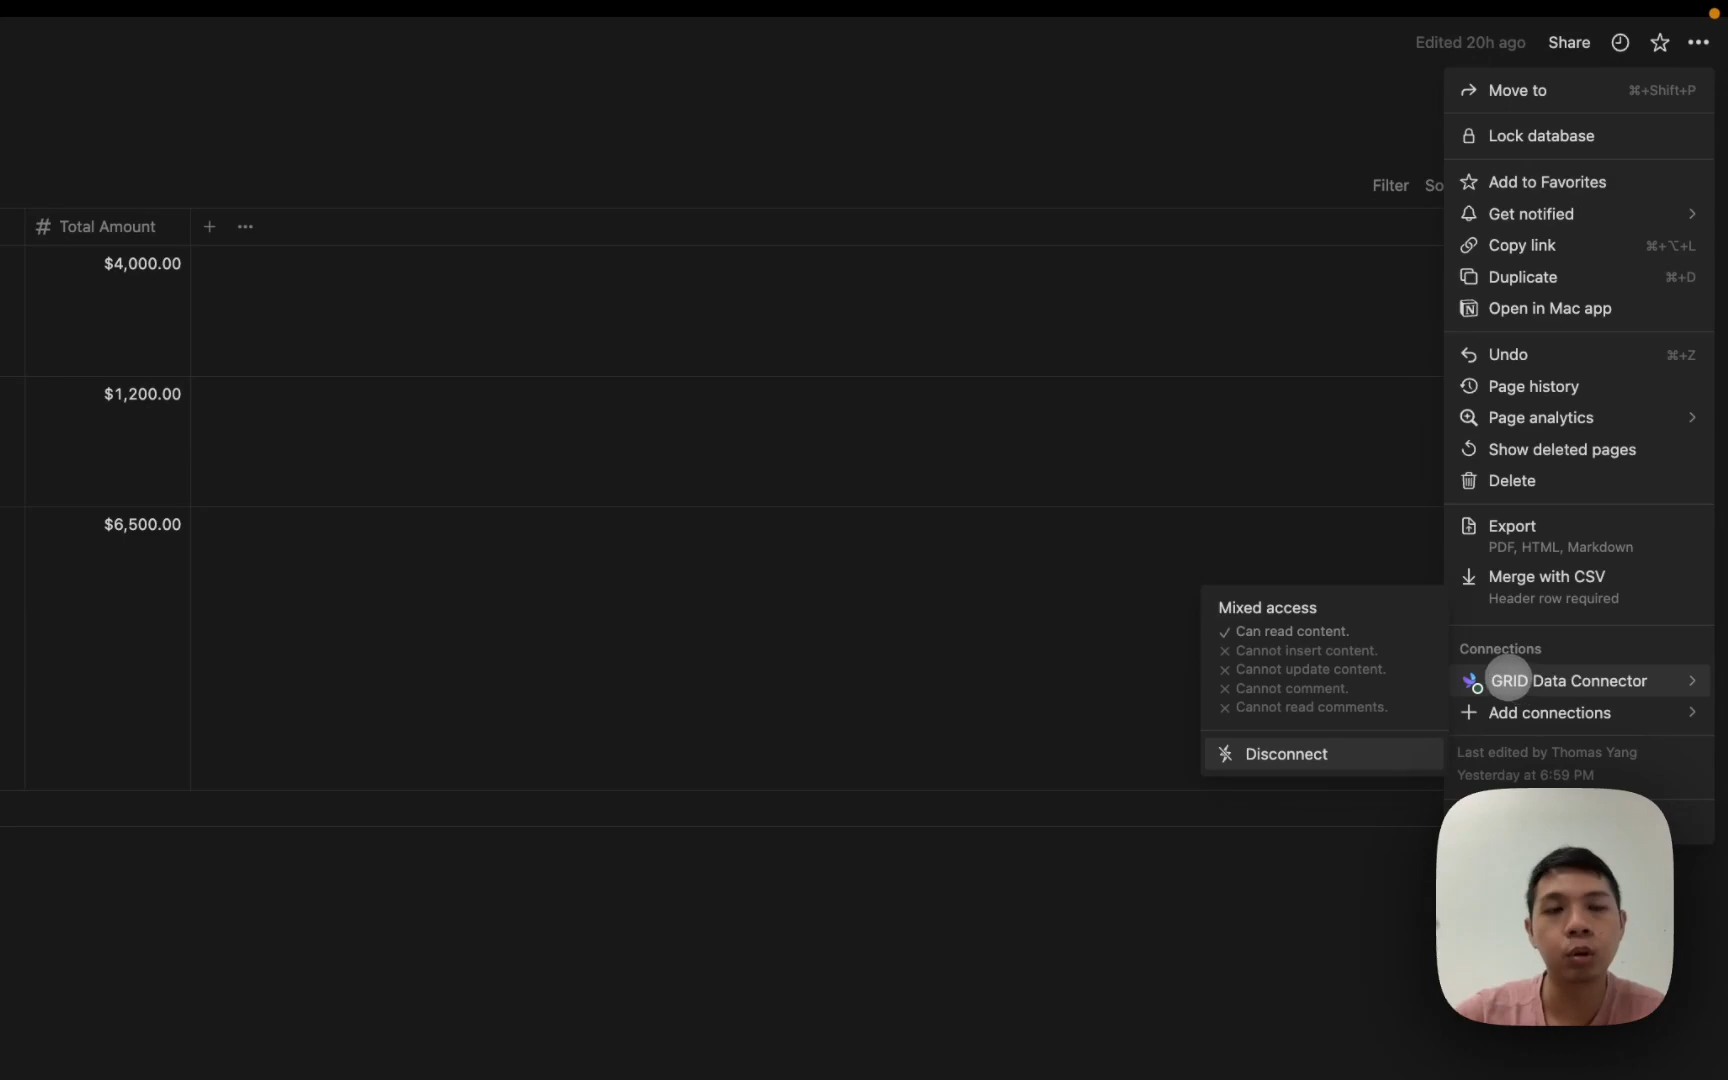 Edited 20h ago Share
Move to ⌘+Shift+P
Lock database
Add to Favorites
Filter So
Get notified
# Total Amount + •••
Copy link ⌘+⌥+L
$4,000.00
Duplicate ⌘+D
Open in Mac app
Undo ⌘+Z
Page history
$1,200.00
Page analytics
Show deleted pages
Delete
$6,500.00
Export
PDF, HTML, Markdown
Merge with CSV
Header row required
Mixed access
Can read content.
Cannot insert content.
Cannot update content.
Cannot comment.
Cannot read comments.
Disconnect
Connections
GRID Data Connector
Add connections
Last edited by Thomas Yang
Yesterday at 6:59 PM